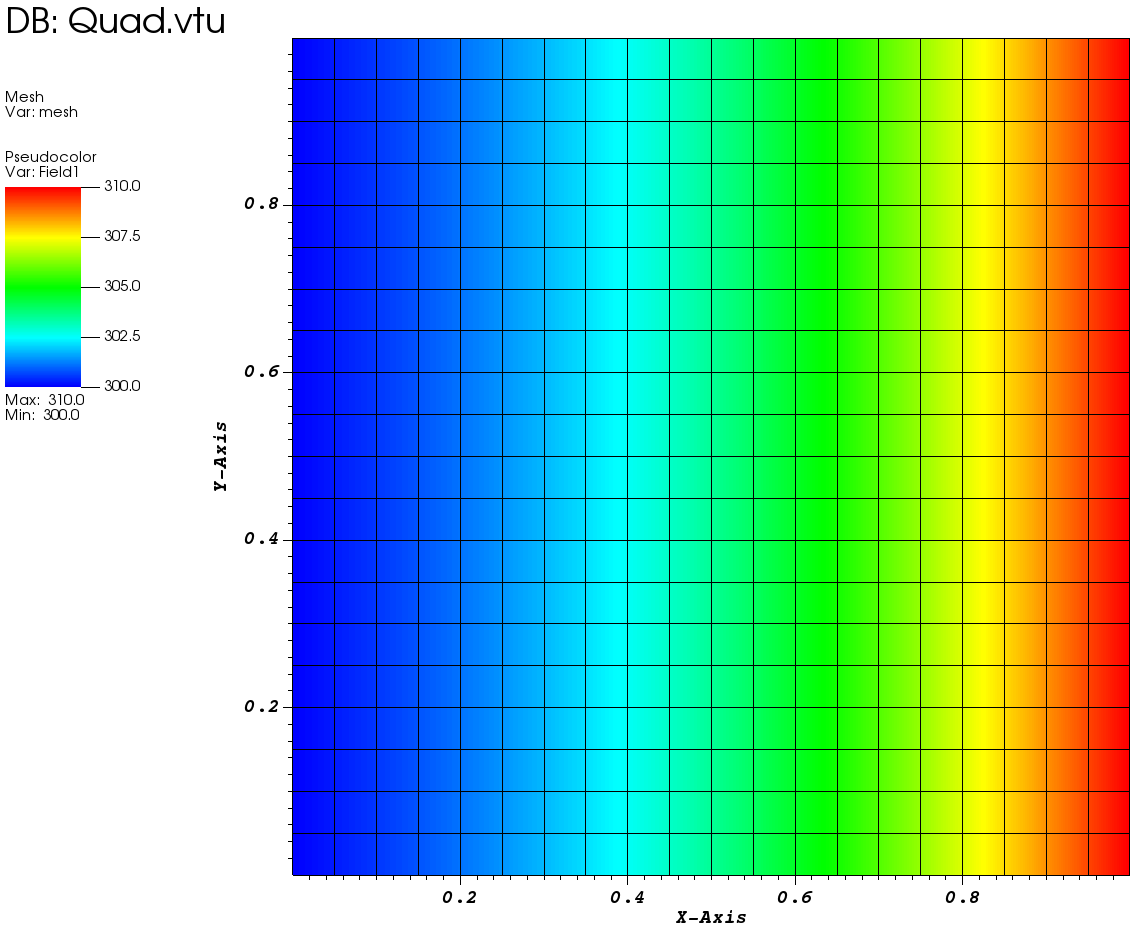 DB: Quad.vtu
Mesh
Var: mesh
Pseudocolor
Var: Field1
310.0
307.5
305.0
302.5
300.0
Max: 310.0
Min: 300.0
0.8
0.6
0.4
0.2
Y-Axis
0.2 0.4 0.6 0.8
X-Axis